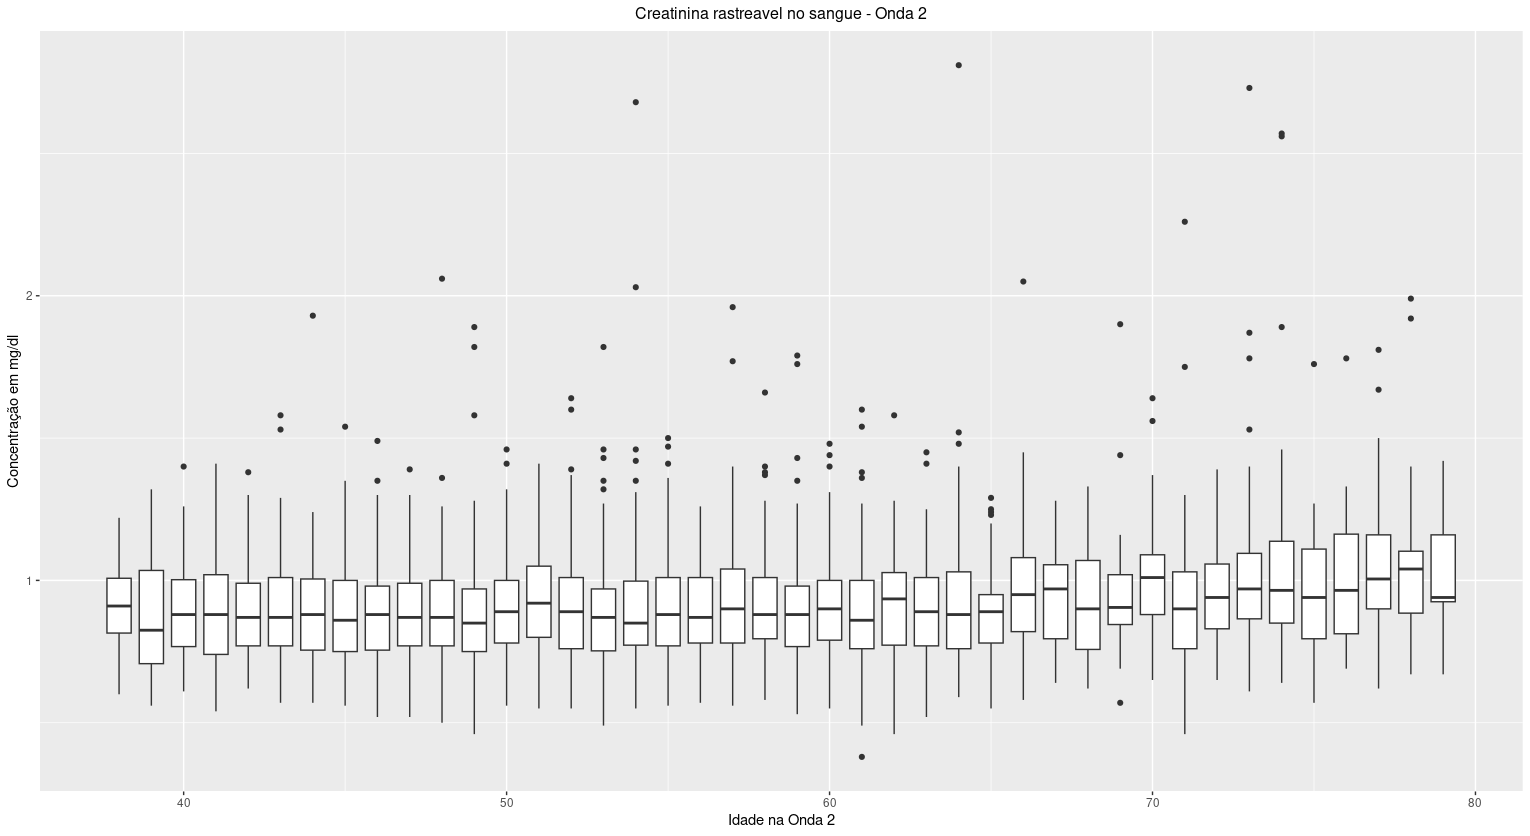 Creatinina rastreavel no sangue - Onda 2
Concentração em mg/dl
2
1
40 50 60 70 80
Idade na Onda 2